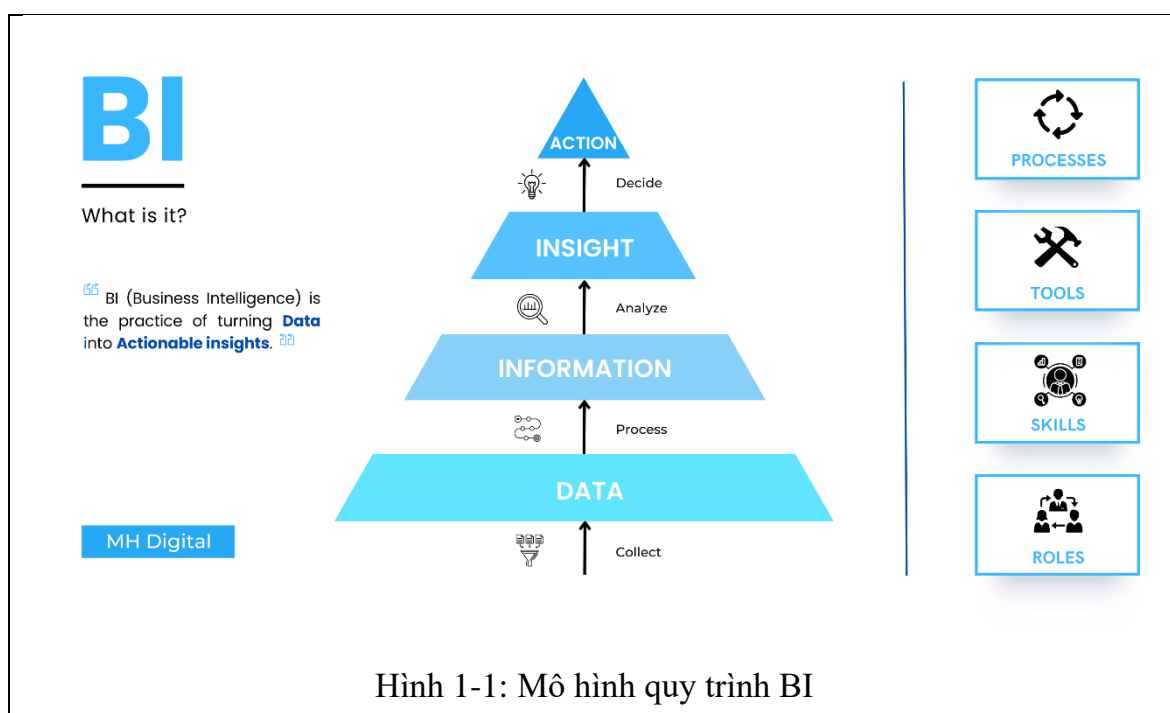 BI
What is it?
“ BI (Business Intelligence) is
the practice of turning Data
into Actionable insights. ”
MH Digital
ACTION
Decide
INSIGHT
Analyze
INFORMATION
Process
DATA
Collect
PROCESSES
TOOLS
SKILLS
ROLES
Hình 1-1: Mô hình quy trình BI